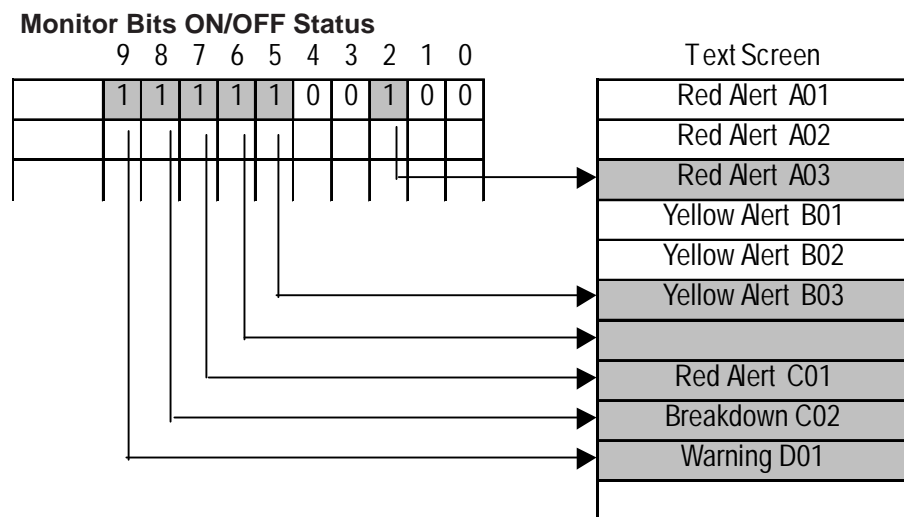 Monitor Bits ON/OFF Status
9 8 7 6 5 4 3 2 1 0
Text Screen
1 1 1 1 1 0 0 1 0 0
Red Alert A01
Red Alert A02
Red Alert A03
Yellow Alert B01
Yellow Alert B02
Yellow Alert B03
Red Alert C01
Breakdown C02
Warning D01